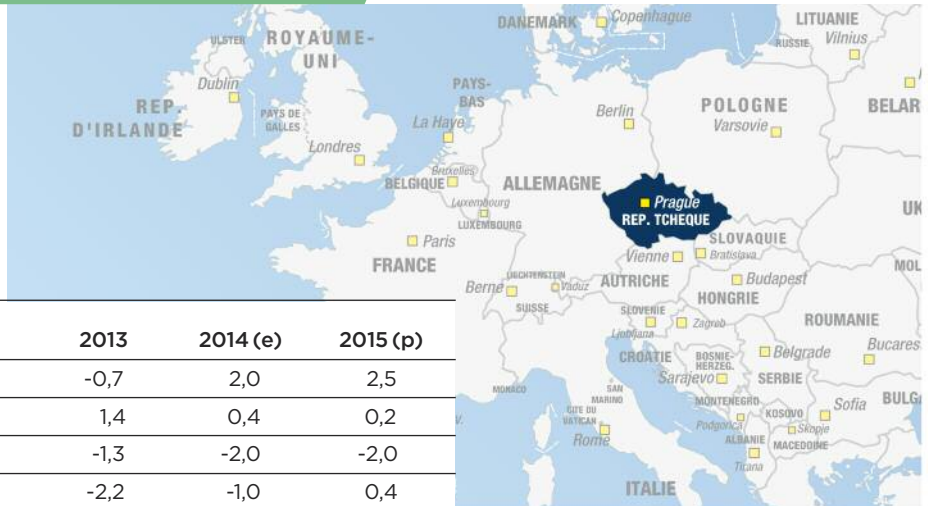 DANEMARK Copenhague
LITUANIE
RUSSIE Vilnius
ULSTER ROYAUME-
UNI
Dublin
REP.
D'IRLANDE
PAYS DE
GALLES
Londres
PAYS-
BAS
La Haye
Berlin
POLOGNE
Varsovie
BELAR
Bruxelles
BELGIQUE
ALLEMAGNE
Luxembourg
LUXEMBOURG
Prague
REP. TCHEQUE
UK
Paris
FRANCE
SLOVAQUIE
Vienne Bratislava
MOL
LIECHTENSTEIN
Berne Vaduz
SUISSE
AUTRICHE
Budapest
HONGRIE
SLOVENIE
Ljubljana
Zagreb
ROUMANIE
CROATIE
BOSNIE-
HERZEG.
Belgrade
Bucares
Sarajevo
SERBIE
MONACO
SAN
MARINO
MONTENEGRO
KOSOVO
Sofia
BULG
CITE DU
VATICAN
Podgorica
Skopje
Rome
ALBANIE
MACEDOINE
Tirana
ITALIE
V.
2013 2014 (e) 2015 (p)
-0,7 2,0 2,5
1,4 0,4 0,2
-1,3 -2,0 -2,0
-2,2 -1,0 0,4